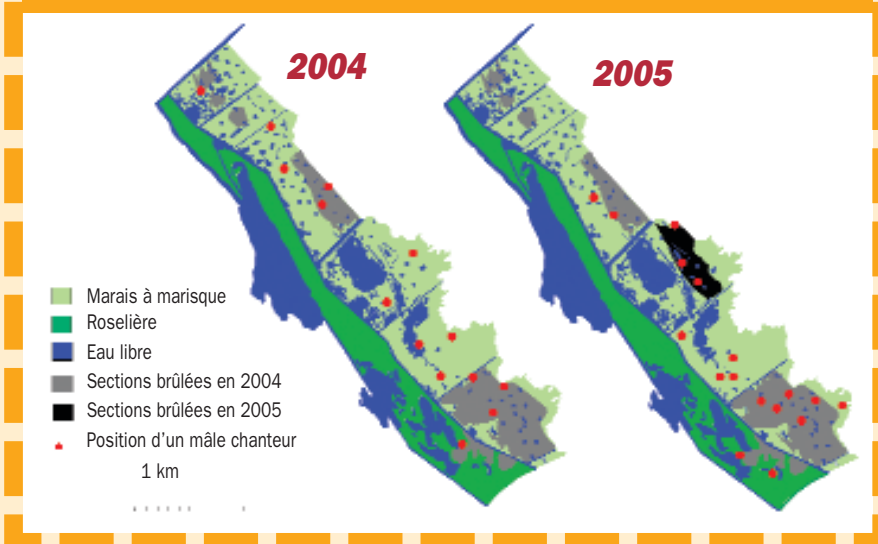 2004
2005
Marais à marisque
Roselière
Eau libre
Sections brûlées en 2004
Sections brûlées en 2005
Position d'un mâle chanteur
1 km